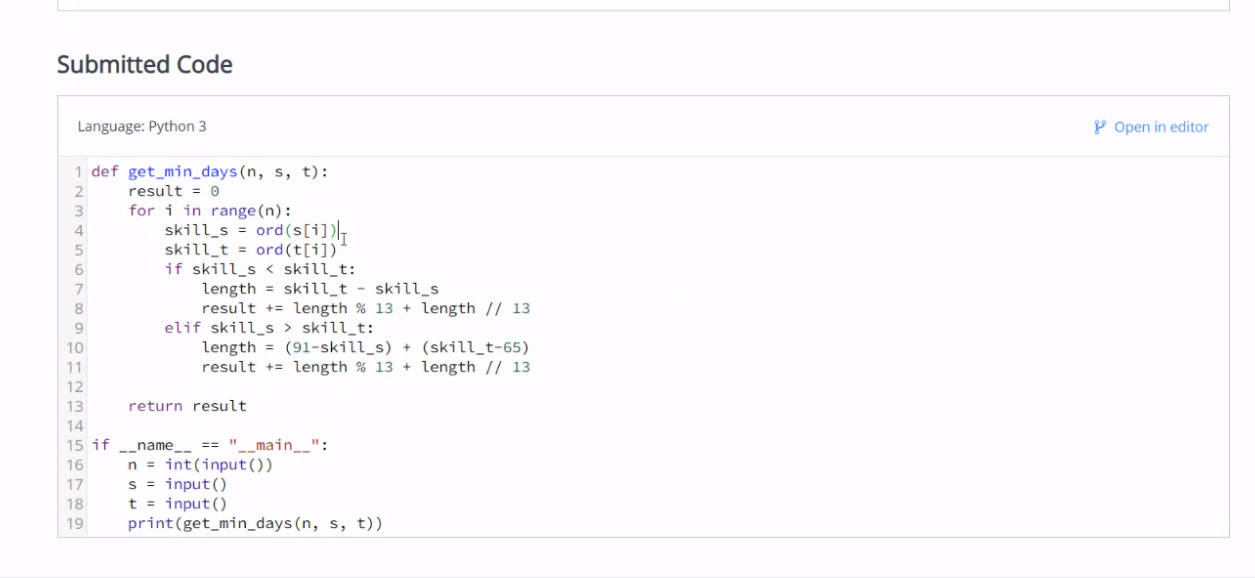 Submitted Code
Language: Python 3
Open in editor
1 def get_min_days(n, s, t):
2     result = 0
3     for i in range(n):
4         skill_s = ord(s[i])
5         skill_t = ord(t[i])
6         if skill_s < skill_t:
7             length = skill_t - skill_s
8             result += length % 13 + length // 13
9         elif skill_s > skill_t:
10             length = (91-skill_s) + (skill_t-65)
11             result += length % 13 + length // 13
12
13     return result
14
15 if __name__ == "__main__":
16     n = int(input())
17     s = input()
18     t = input()
19     print(get_min_days(n, s, t))